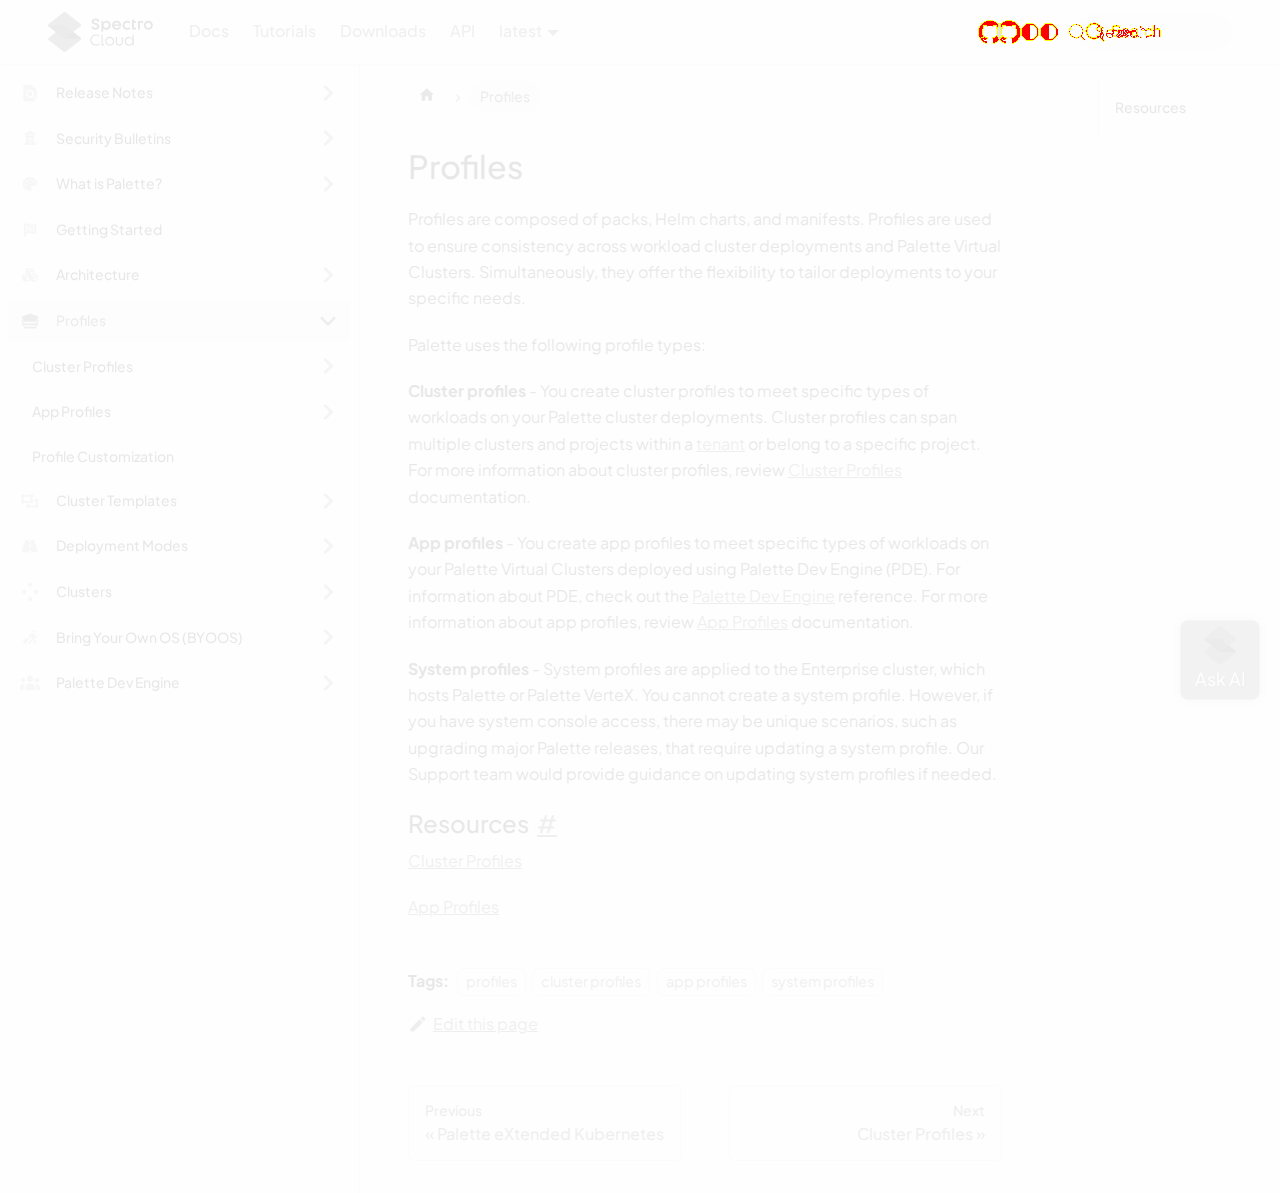 Spectro
Cloud
Docs
Tutorials
Downloads
API
latest
Release Notes
Security Bulletins
What is Palette?
Getting Started
Architecture
Profiles
Cluster Profiles
App Profiles
Profile Customization
Cluster Templates
Deployment Modes
Clusters
Bring Your Own OS (BYOOS)
Palette Dev Engine
Profiles
Profiles
Profiles are composed of packs, Helm charts, and manifests. Profiles are used
to ensure consistency across workload cluster deployments and Palette Virtual
Clusters. Simultaneously, they offer the flexibility to tailor deployments to your
specific needs.
Palette uses the following profile types:
Cluster profiles - You create cluster profiles to meet specific types of
workloads on your Palette cluster deployments. Cluster profiles can span
multiple clusters and projects within a tenant or belong to a specific project.
For more information about cluster profiles, review Cluster Profiles
documentation.
App profiles - You create app profiles to meet specific types of workloads on
your Palette Virtual Clusters deployed using Palette Dev Engine (PDE). For
information about PDE, check out the Palette Dev Engine reference. For more
information about app profiles, review App Profiles documentation.
System profiles - System profiles are applied to the Enterprise cluster, which
hosts Palette or Palette VerteX. You cannot create a system profile. However, if
you have system console access, there may be unique scenarios, such as
upgrading major Palette releases, that require updating a system profile. Our
Support team would provide guidance on updating system profiles if needed.
Resources #
Cluster Profiles
App Profiles
Tags: profiles cluster profiles app profiles system profiles
Edit this page
Previous
« Palette eXtended Kubernetes
Next
Cluster Profiles »
Resources
Ask AI